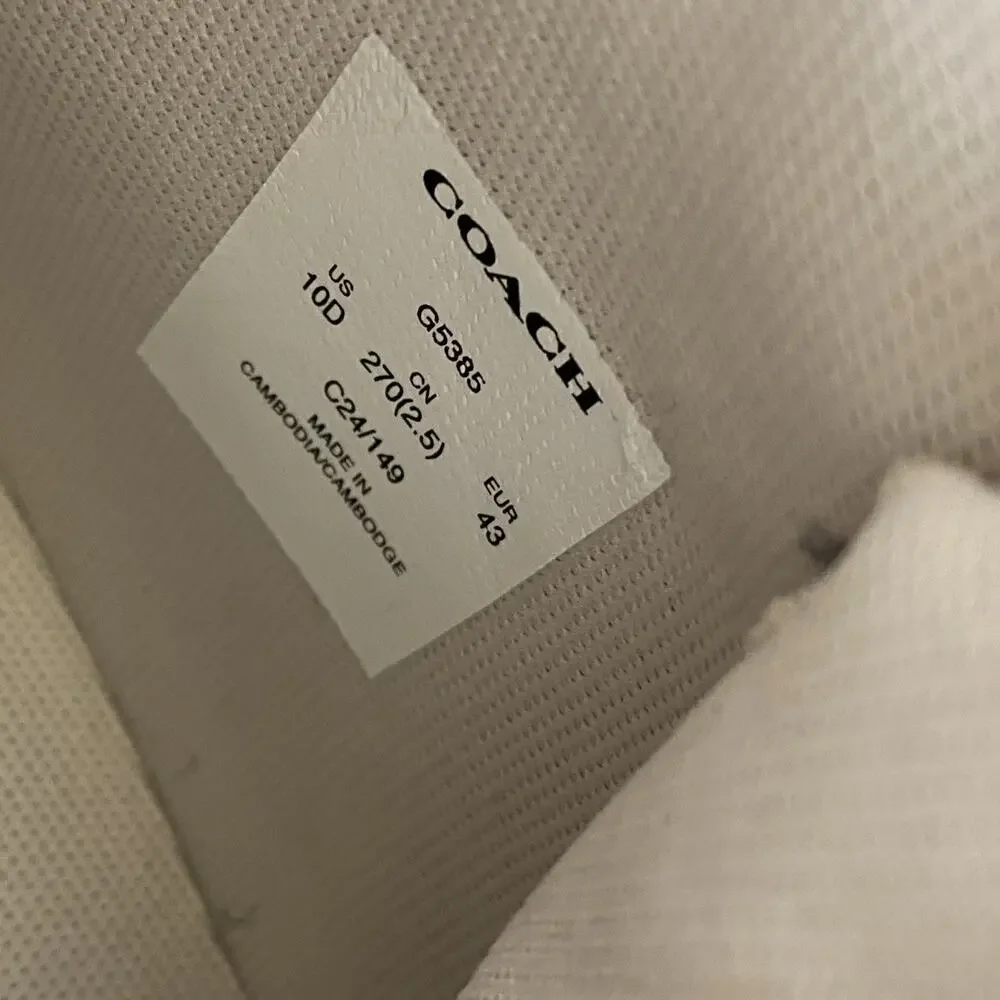 COACH
G5385
US CN EUR
10D 270(2.5) 43
C24/149
MADE IN
CAMBODIA/CAMBODGE